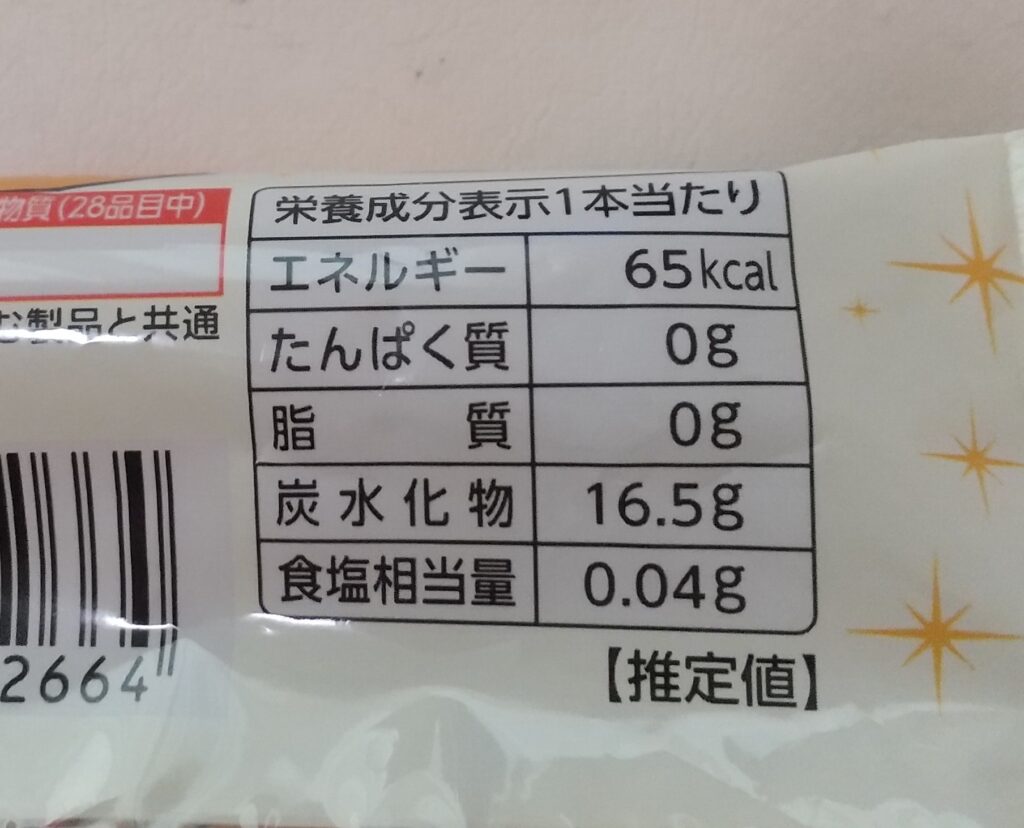 物質(28品目中)
む製品と共通
2664
栄養成分表示1本当たり
エネルギー 65kcal
たんぱく質 0g
脂質 0g
炭水化物 16.5g
食塩相当量 0.04g
【推定値】